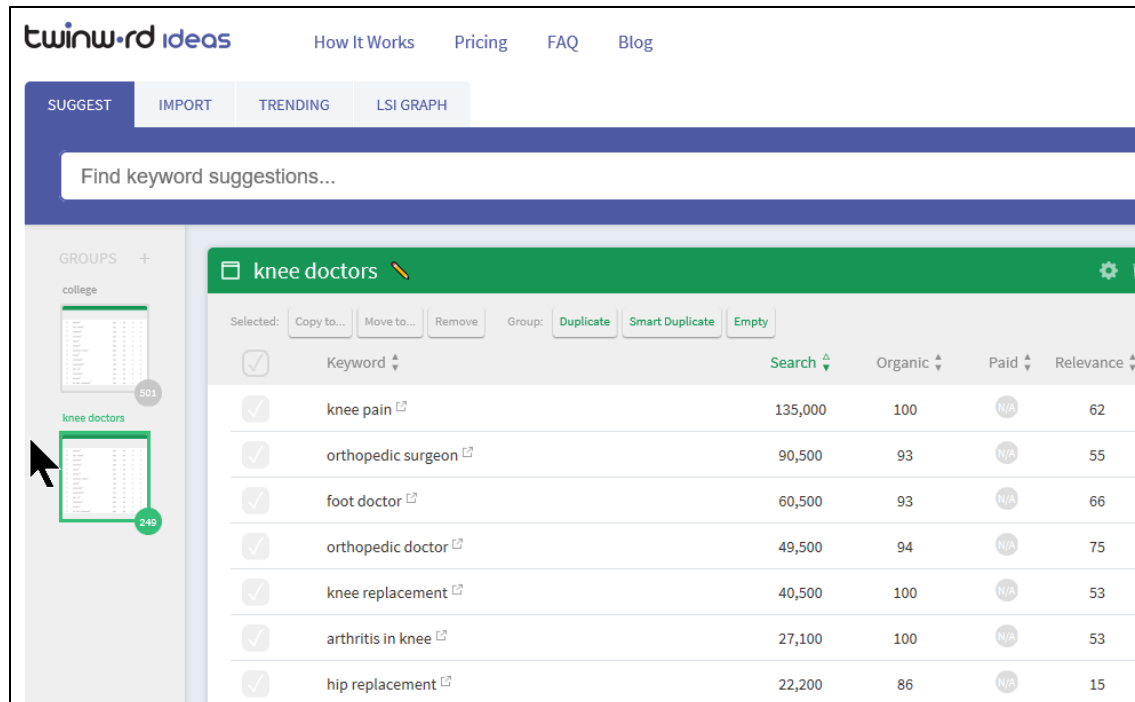 twinword ideas How It Works Pricing FAQ Blog
SUGGEST IMPORT TRENDING LSI GRAPH
Find keyword suggestions...
GROUPS +
college
501
knee doctors
249
knee doctors
Selected: Copy to... Move to... Remove Group: Duplicate Smart Duplicate Empty
Keyword Search Organic Paid Relevance
knee pain 135,000 100 N/A 62
orthopedic surgeon 90,500 93 N/A 55
foot doctor 60,500 93 N/A 66
orthopedic doctor 49,500 94 N/A 75
knee replacement 40,500 100 N/A 53
arthritis in knee 27,100 100 N/A 53
hip replacement 22,200 86 N/A 15